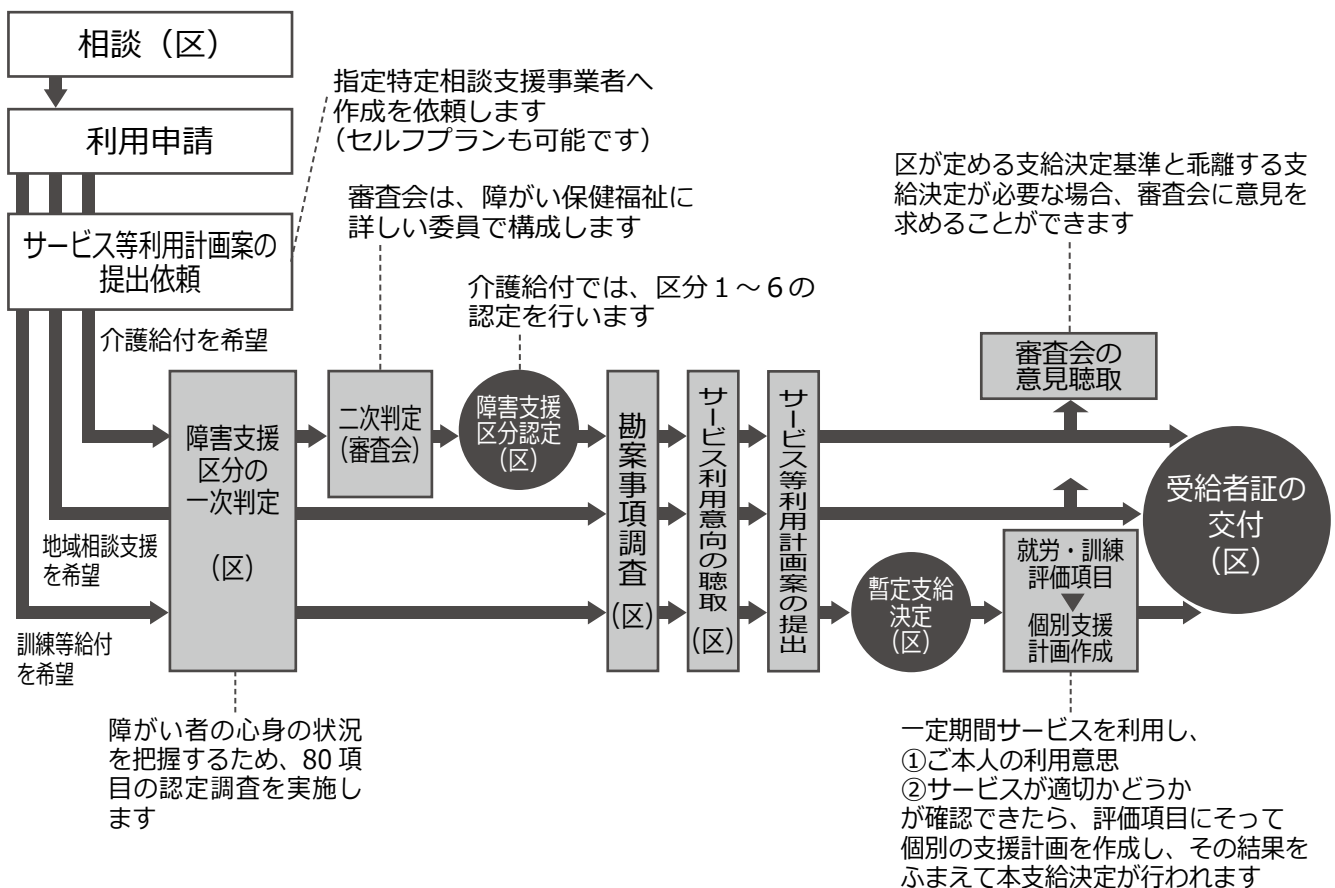 相談（区）
利用申請
サービス等利用計画案の
提出依頼
指定特定相談支援事業者へ
作成を依頼します
（セルフプランも可能です）
審査会は、障がい保健福祉に
詳しい委員で構成します
介護給付では、区分１～６の
認定を行います
区が定める支給決定基準と乖離する支
給決定が必要な場合、審査会に意見を
求めることができます
介護給付を希望
地域相談支援
を希望
訓練等給付
を希望
障害支援
区分の
一次判定
（区）
二次判定
（審査会）
障害支援
区分認定
（区）
勘案事項調査（区）
サービス利用意向の聴取（区）
サービス等利用計画案の提出
審査会の
意見聴取
暫定支給
決定
（区）
就労・訓練
評価項目
個別支援
計画作成
受給者証の
交付
（区）
障がい者の心身の状況
を把握するため、80 項
目の認定調査を実施し
ます
一定期間サービスを利用し、
①ご本人の利用意思
②サービスが適切かどうか
が確認できたら、評価項目にそって
個別の支援計画を作成し、その結果を
ふまえて本支給決定が行われます